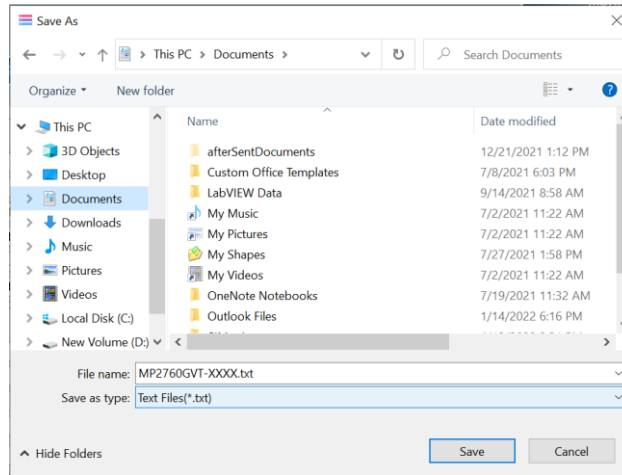 Save As
This PC > Documents >
Search Documents
Organize
New folder
Name
Date modified
This PC
3D Objects
Desktop
Documents
Downloads
Music
Pictures
Videos
Local Disk (C:)
New Volume (D:)
afterSentDocuments 12/21/2021 1:12 PM
Custom Office Templates 7/8/2021 6:03 PM
LabVIEW Data 9/14/2021 8:58 AM
My Music 7/2/2021 11:22 AM
My Pictures 7/2/2021 11:22 AM
My Shapes 7/27/2021 1:58 PM
My Videos 7/2/2021 11:22 AM
OneNote Notebooks 7/19/2021 11:32 AM
Outlook Files 1/14/2022 6:16 PM
File name: MP2760GVT-XXXX.txt
Save as type: Text Files(*.txt)
Hide Folders
Save
Cancel